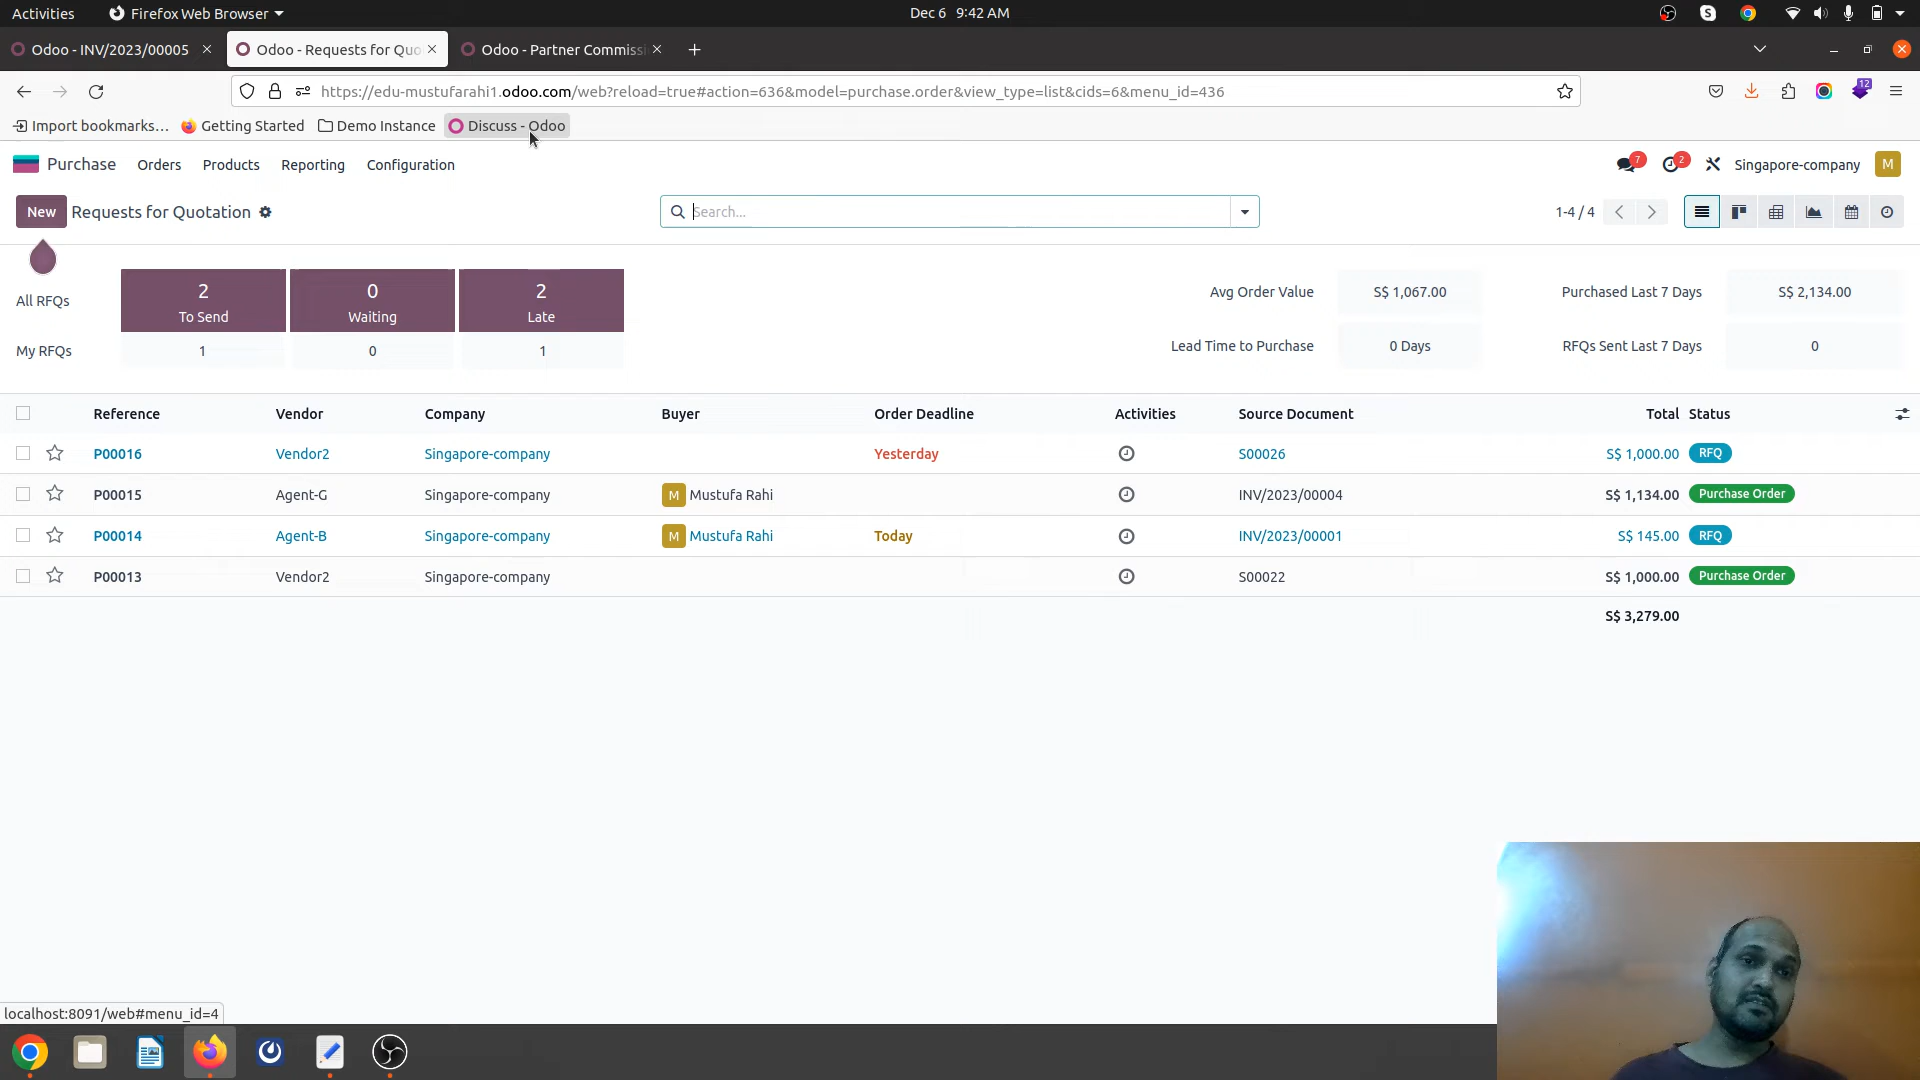 Activities Firefox Web Browser Dec 6 9:42 AM
Odoo - INV/2023/00005 Odoo - Requests for Quo Odoo - Partner Commissi
https://edu-mustufarahi1.odoo.com/web?reload=true#action=636&model=purchase.order&view_type=list&cids=6&menu_id=436 12
Import bookmarks... Getting Started Demo Instance Discuss - Odoo
Purchase Orders Products Reporting Configuration 7 2 Singapore-company M
New Requests for Quotation Search... 1-4 / 4
All RFQs 2 To Send 0 Waiting 2 Late Avg Order Value S$ 1,067.00 Purchased Last 7 Days S$ 2,134.00
My RFQs 1 0 1 Lead Time to Purchase 0 Days RFQs Sent Last 7 Days 0
Reference Vendor Company Buyer Order Deadline Activities Source Document Total Status
P00016 Vendor2 Singapore-company Yesterday S00026 S$ 1,000.00 RFQ
P00015 Agent-G Singapore-company M Mustufa Rahi INV/2023/00004 S$ 1,134.00 Purchase Order
P00014 Agent-B Singapore-company M Mustufa Rahi Today INV/2023/00001 S$ 145.00 RFQ
P00013 Vendor2 Singapore-company S00022 S$ 1,000.00 Purchase Order
S$ 3,279.00
localhost:8091/web#menu_id=4